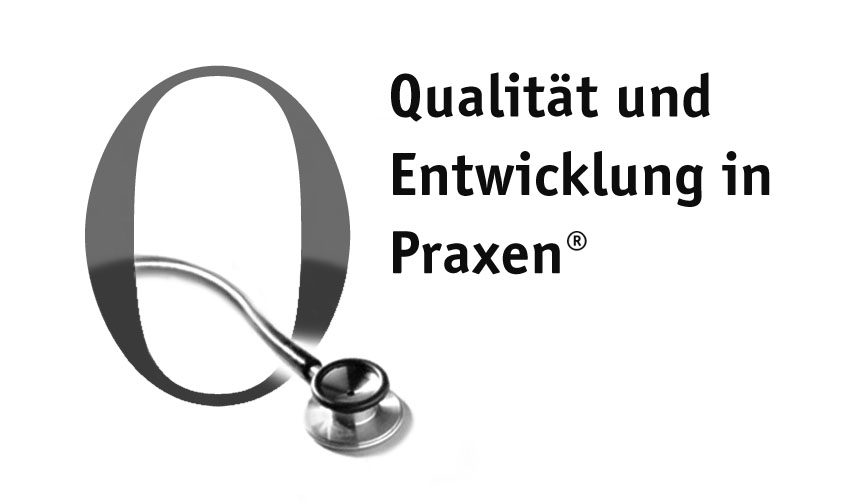 Qualität und
Entwicklung in
Praxen®